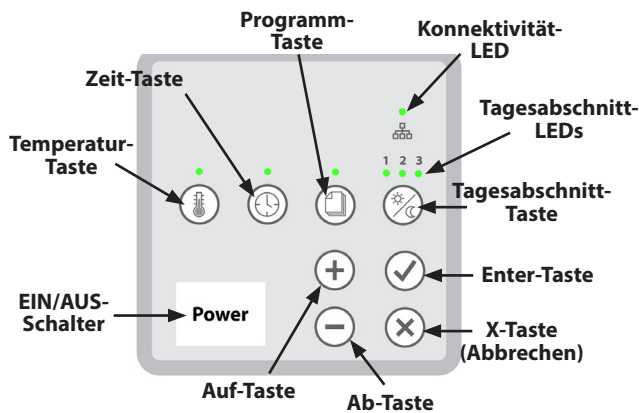 Programm-
Taste
Konnektivität-
LED
Zeit-Taste
Tagesabschnitt-
LEDs
Temperatur-
Taste
1 2 3
Tagesabschnitt-
Taste
Enter-Taste
EIN/AUS-
Schalter
Power
X-Taste
(Abbrechen)
Auf-Taste
Ab-Taste